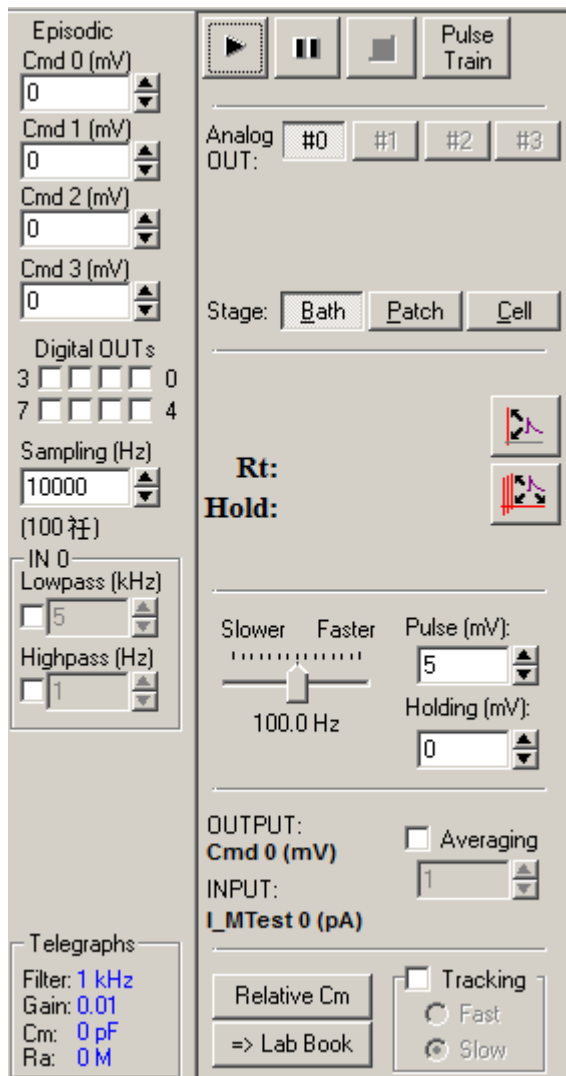 Episodic
Cmd 0 (mV)
0
Cmd 1 (mV)
0
Cmd 2 (mV)
0
Cmd 3 (mV)
0
Digital OUTs
3 0
7 4
Sampling (Hz)
10000
(100 祄)
IN 0
Lowpass (kHz)
5
Highpass (Hz)
1
Telegraphs
Filter: 1 kHz
Gain: 0.01
Cm: 0 pF
Ra: 0 M
Pulse
Train
Analog
OUT:
#0 #1 #2 #3
Stage: Bath Patch Cell
Rt:
Hold:
Slower Faster
100.0 Hz
Pulse (mV):
5
Holding (mV):
0
OUTPUT:
Cmd 0 (mV)
INPUT:
I_MTest 0 (pA)
Averaging
1
Relative Cm
=> Lab Book
Tracking
Fast
Slow